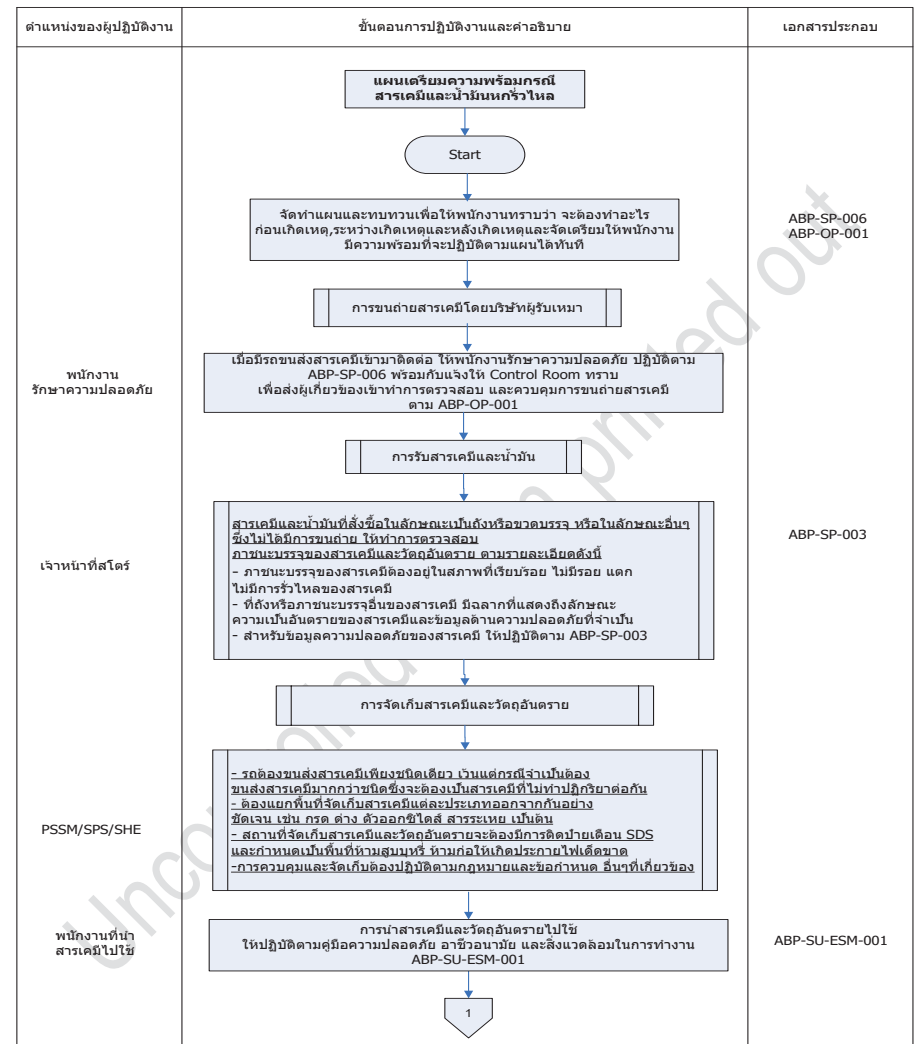 ตำแหน่งของผู้ปฏิบัติงาน
ขั้นตอนการปฏิบัติงานและคำอธิบาย
เอกสารประกอบ
แผนเตรียมความพร้อมกรณี
สารเคมีและน้ำมันหกรั่วไหล
Start
จัดทำแผนและทบทวนเพื่อให้พนักงานทราบว่า จะต้องทำอะไร
ก่อนเกิดเหตุ,ระหว่างเกิดเหตุและหลังเกิดเหตุและจัดเตรียมให้พนักงาน
มีความพร้อมที่จะปฏิบัติตามแผนได้ทันที
ABP-SP-006
ABP-OP-001
การขนถ่ายสารเคมีโดยบริษัทผู้รับเหมา
พนักงาน
รักษาความปลอดภัย
เมื่อมีรถขนส่งสารเคมีเข้ามาติดต่อ ให้พนักงานรักษาความปลอดภัย ปฏิบัติตาม
ABP-SP-006 พร้อมกับแจ้งให้ Control Room ทราบ
เพื่อส่งผู้เกี่ยวข้องเข้าทำการตรวจสอบ และควบคุมการขนถ่ายสารเคมี
ตาม ABP-OP-001
การรับสารเคมีและน้ำมัน
เจ้าหน้าที่สโตร์
สารเคมีและน้ำมันที่สั่งซื้อในลักษณะเป็นถังหรือขวดบรรจุ หรือในลักษณะอื่นๆ
ซึ่งไม่ได้มีการขนถ่าย ให้ทำการตรวจสอบ
ภาชนะบรรจุของสารเคมีและวัตถุอันตราย ตามรายละเอียดดังนี้
- ภาชนะบรรจุของสารเคมีต้องอยู่ในสภาพที่เรียบร้อย ไม่มีรอย แตก
ไม่มีการรั่วไหลของสารเคมี
- ที่ถังหรือภาชนะบรรจุอื่นของสารเคมี มีฉลากที่แสดงถึงลักษณะ
ความเป็นอันตรายของสารเคมีและข้อมูลด้านความปลอดภัยที่จำเป็น
- สำหรับข้อมูลความปลอดภัยของสารเคมี ให้ปฏิบัติตาม ABP-SP-003
ABP-SP-003
การจัดเก็บสารเคมีและวัตถุอันตราย
PSSM/SPS/SHE
- รถต้องขนส่งสารเคมีเพียงชนิดเดียว เว้นแต่กรณีจำเป็นต้อง
ขนส่งสารเคมีมากกว่าชนิดซึ่งจะต้องเป็นสารเคมีที่ไม่ทำปฏิกริยาต่อกัน
- ต้องแยกพื้นที่จัดเก็บสารเคมีแต่ละประเภทออกจากกันอย่าง
ชัดเจน เช่น กรด ด่าง ตัวออกซิไดส์ สารระเหย เป็นต้น
- สถานที่จัดเก็บสารเคมีและวัตถุอันตรายจะต้องมีการติดป้ายเตือน SDS
และกำหนดเป็นพื้นที่ห้ามสูบบุหรี่ ห้ามก่อให้เกิดประกายไฟเด็ดขาด
-การควบคุมและจัดเก็บต้องปฏิบัติตามกฎหมายและข้อกำหนด อื่นๆที่เกี่ยวข้อง
พนักงานที่นำ
สารเคมีไปใช้
การนำสารเคมีและวัตถุอันตรายไปใช้
ให้ปฏิบัติตามคู่มือความปลอดภัย อาชีวอนามัย และสิ่งแวดล้อมในการทำงาน
ABP-SU-ESM-001
ABP-SU-ESM-001
1